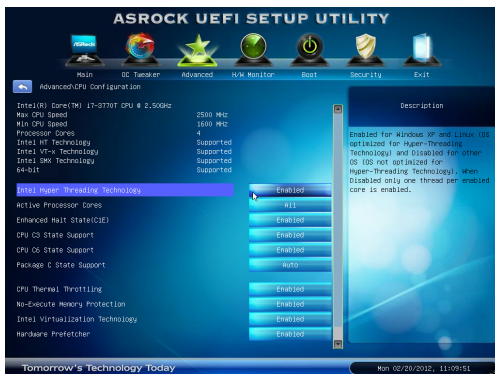 ASROCK UEFI SETUP UTILITY
ASRock
Main
OC Tweaker
Advanced
H/W Monitor
Boot
Security
Exit
Advanced\CPU Configuration
Intel(R) Core(TM) i7-3770T CPU @ 2.50GHz
Max CPU Speed 2500 MHz
Min CPU Speed 1600 MHz
Processor Cores 4
Intel HT Technology Supported
Intel VT-x Technology Supported
Intel SMX Technology Supported
64-bit Supported
Intel Hyper Threading Technology Enabled
Active Processor Cores All
Enhanced Halt State(C1E) Enabled
CPU C3 State Support Enabled
CPU C6 State Support Enabled
Package C State Support Auto
CPU Thermal Throttling Enabled
No-Execute Memory Protection Enabled
Intel Virtualization Technology Enabled
Hardware Prefetcher Enabled
Description
Enabled for Windows XP and Linux (OS
optimized for Hyper-Threading
Technology) and Disabled for other
OS (OS not optimized for
Hyper-Threading Technology). When
Disabled only one thread per enabled
core is enabled.
Tomorrow's Technology Today
Mon 02/20/2012, 11:09:51